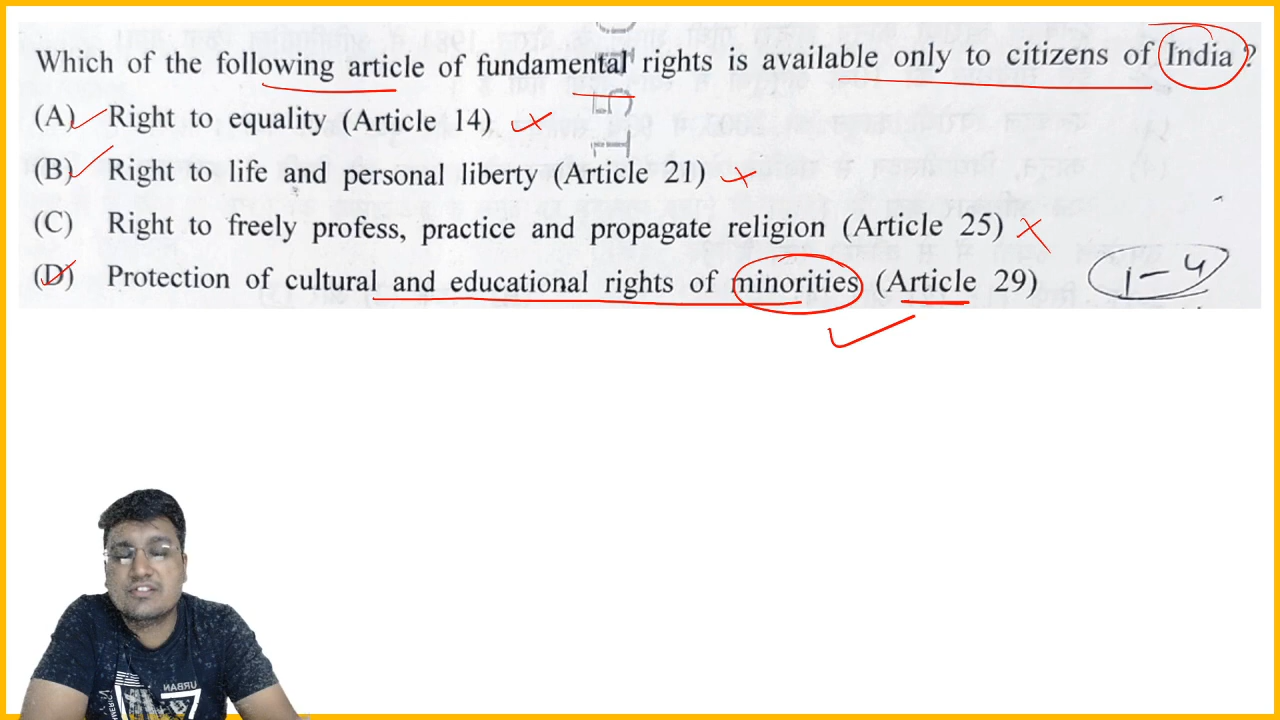 Which of the following article of fundamental rights is available only to citizens of India ?
(A) Right to equality (Article 14)
(B) Right to life and personal liberty (Article 21)
(C) Right to freely profess, practice and propagate religion (Article 25)
(D) Protection of cultural and educational rights of minorities (Article 29)
1-4
URBAN